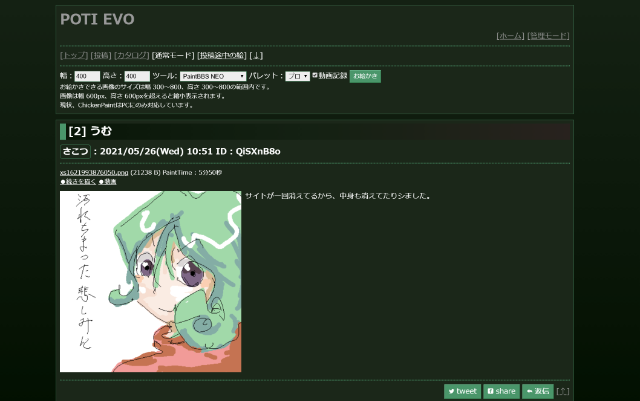 POTI EVO
[ホーム] [管理モード]
[トップ] [投稿] [カタログ] [通常モード] [投稿途中の絵] [↓]
幅：400 高さ：400 ツール: PaintBBS NEO パレット：プロ 動画記録 お絵かき
お絵かきできる画像のサイズは幅 300～800、高さ 300～800の範囲内です。
画像は幅 600px、高さ 600pxを超えると縮小表示されます。
現状、ChickenPaintはPCにのみ対応しています。
[2] うむ
さこつ：2021/05/26(Wed) 10:51 ID：QiSXnB8o
xs1621993876050.png (21238 B) PaintTime：5分50秒
●続きを描く ●動画
サイトが一回消えてるから、中身も消えてたりシました。
汚れちまった
悲しみに
tweet share 返信 [↑]